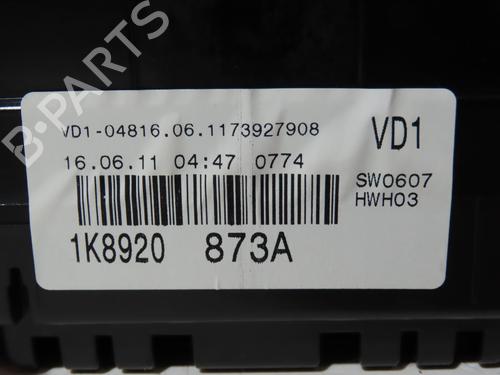 VD1-04816.06.1173927908
VD1
16.06.11 04:47 0774
SW0607
HWH03
1K8920 873A
B-PARTS